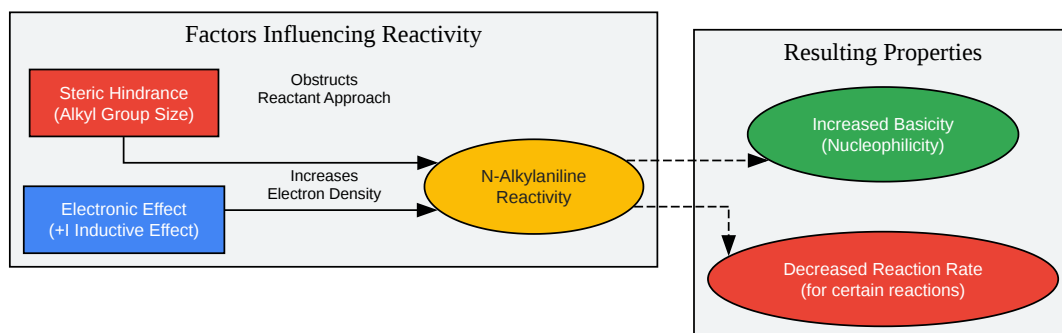 Factors Influencing Reactivity
Steric Hindrance
(Alkyl Group Size)
Obstructs
Reactant Approach
Electronic Effect
(+I Inductive Effect)
Increases
Electron Density
N-Alkylaniline
Reactivity
Resulting Properties
Increased Basicity
(Nucleophilicity)
Decreased Reaction Rate
(for certain reactions)